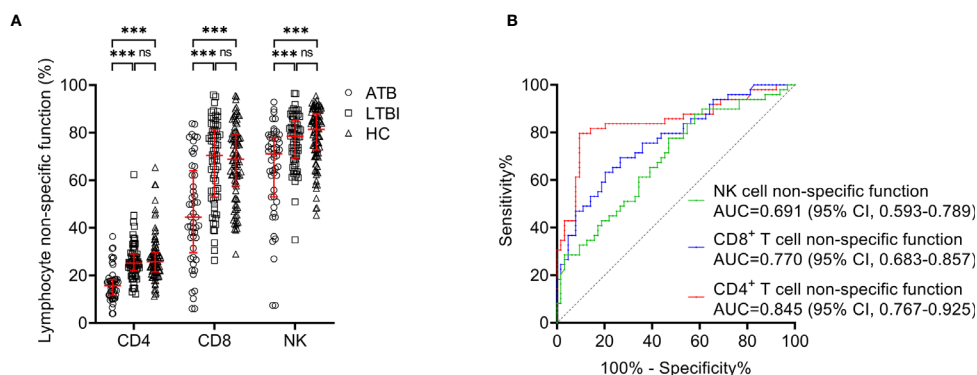 A
*** *** ***
*** ns *** ns *** ns
Lymphocyte non-specific function (%)
100
80
60
40
20
0
CD4 CD8 NK
ATB
LTBI
HC
B
Sensitivity%
100
80
60
40
20
0
0 20 40 60 80 100
100% - Specificity%
NK cell non-specific function
AUC=0.691 (95% CI, 0.593-0.789)
CD8+ T cell non-specific function
AUC=0.770 (95% CI, 0.683-0.857)
CD4+ T cell non-specific function
AUC=0.845 (95% CI, 0.767-0.925)